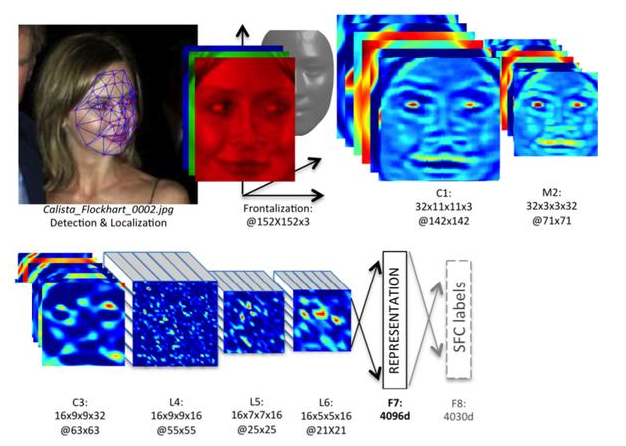 Calista_Flockhart_0002.jpg
Detection & Localization
Frontalization:
@152X152x3
C1:
32x11x11x3
@142x142
M2:
32x3x3x32
@71x71
REPRESENTATION
SFC labels
C3:
16x9x9x32
@63x63
L4:
16x9x9x16
@55x55
L5:
16x7x7x16
@25x25
L6:
16x5x5x16
@21X21
F7:
4096d
F8:
4030d